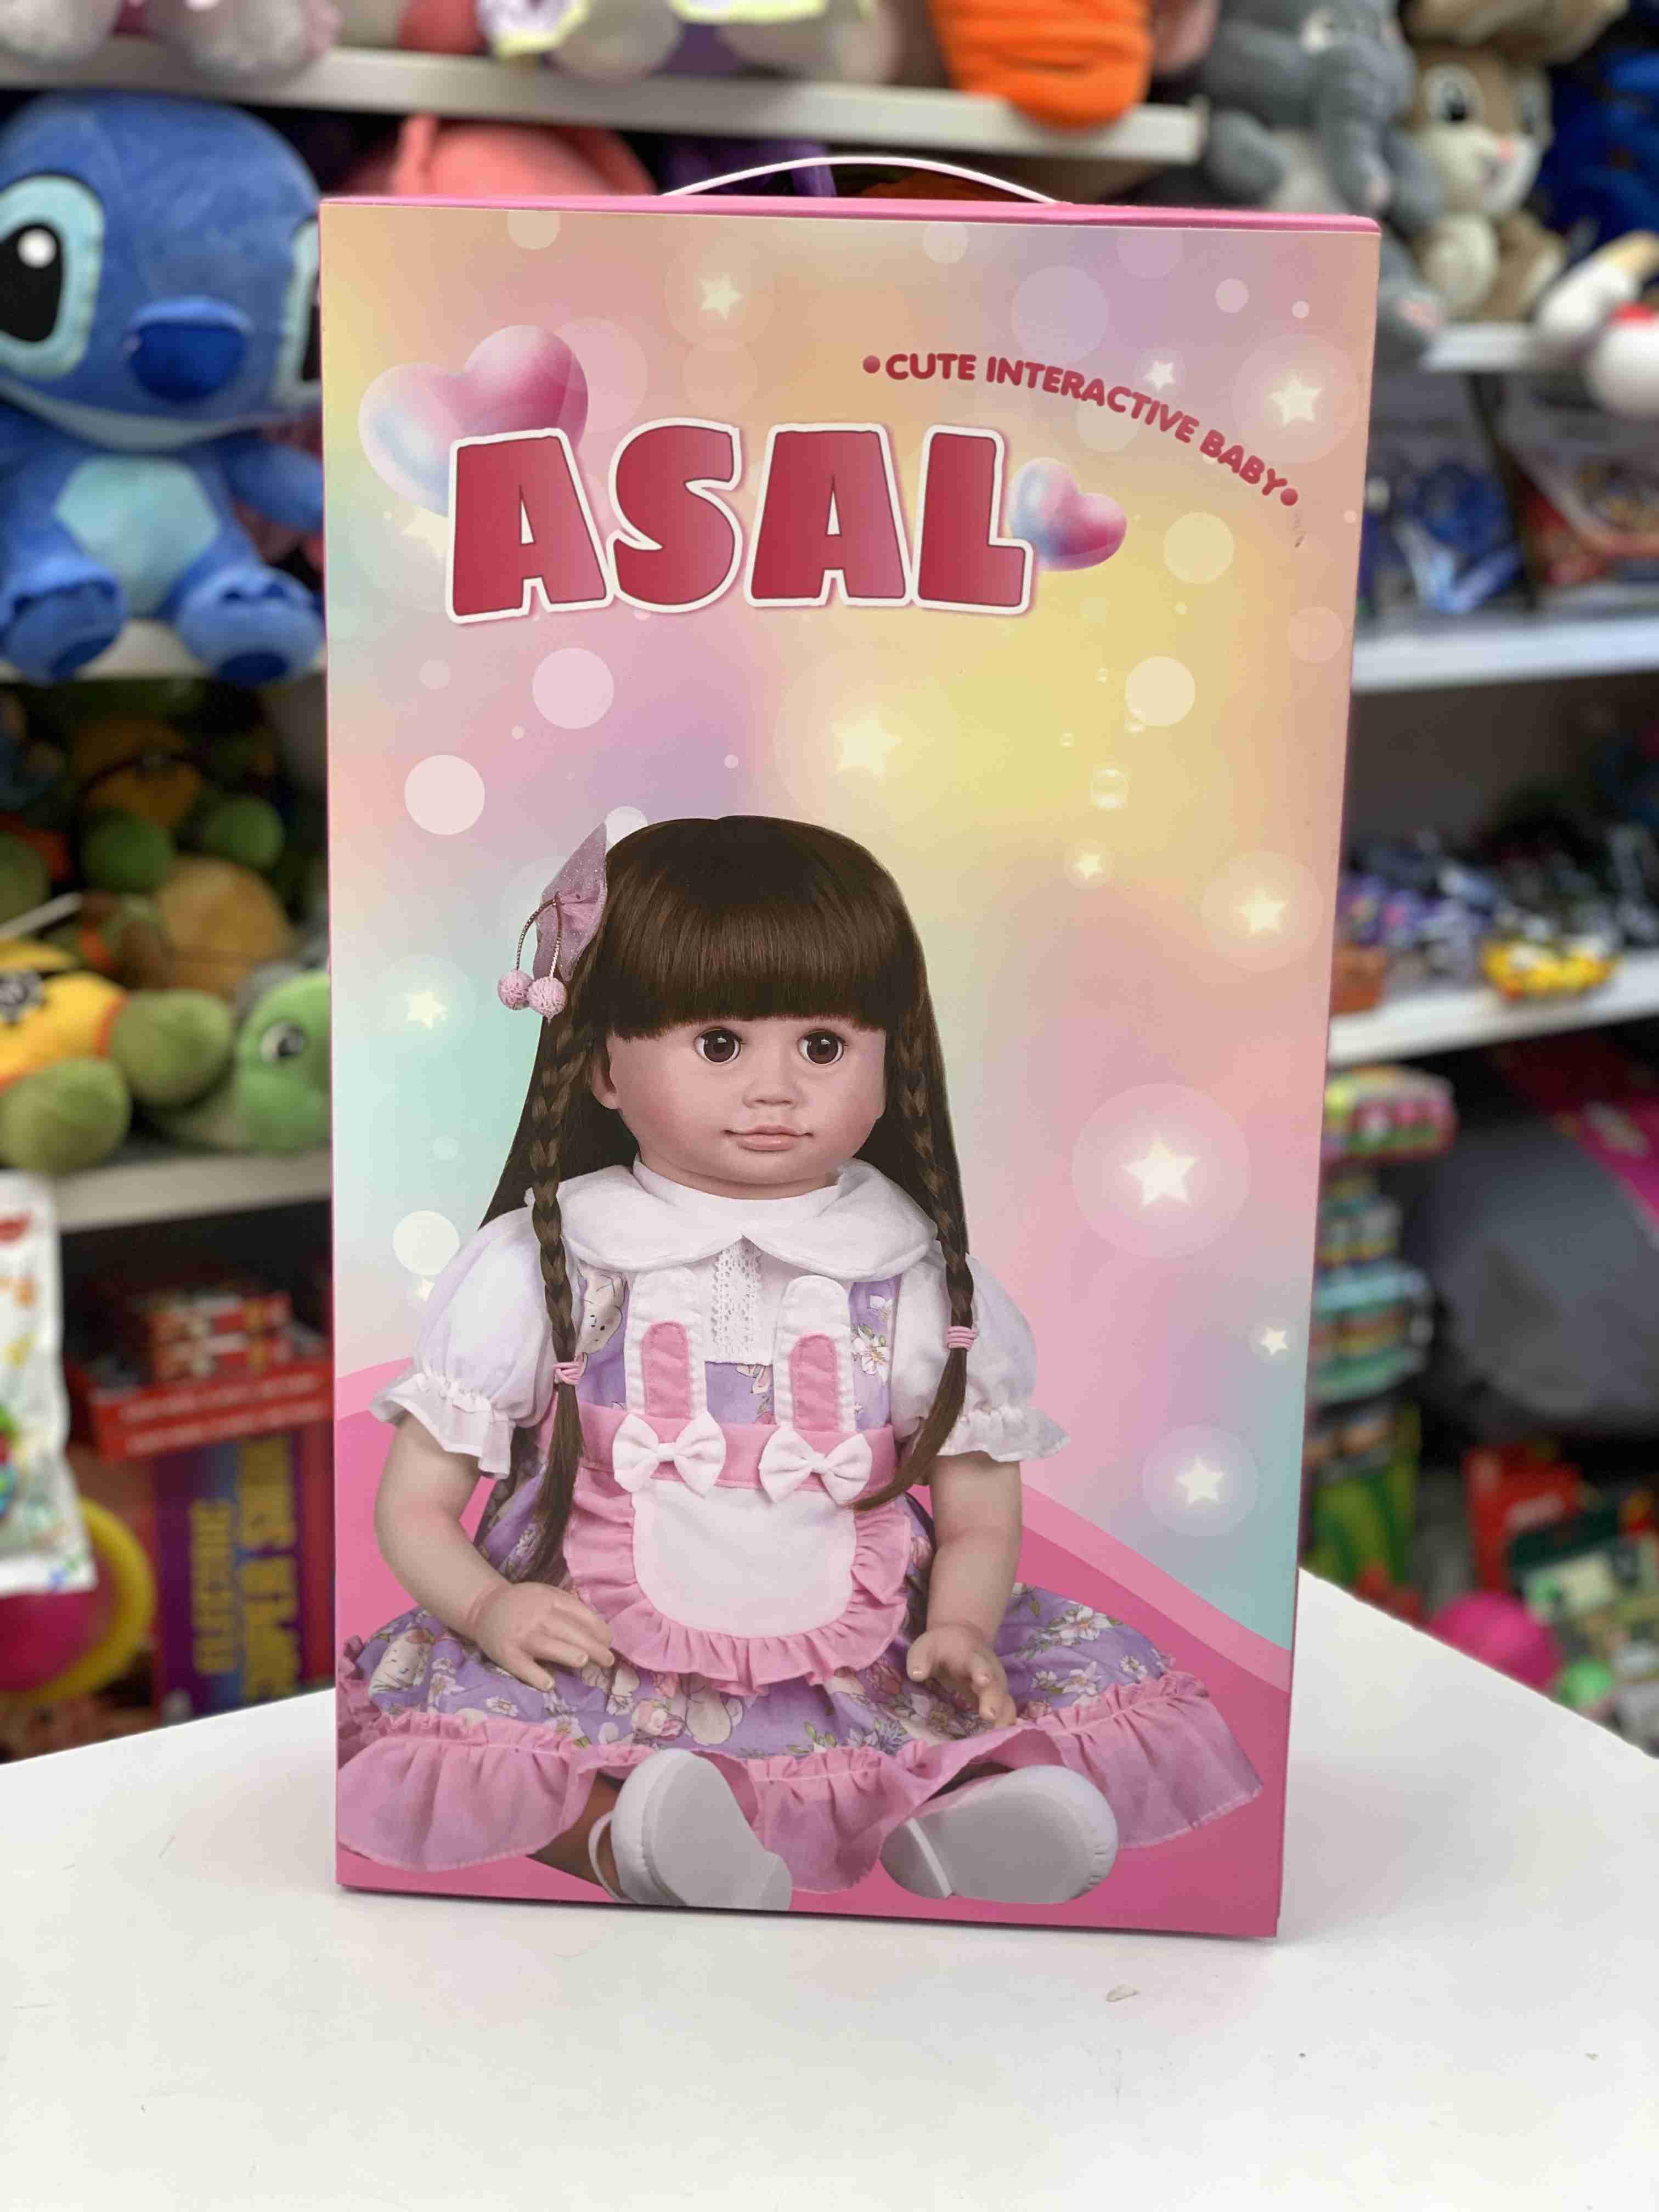 •CUTE INTERACTIVE BABY•
ASAL